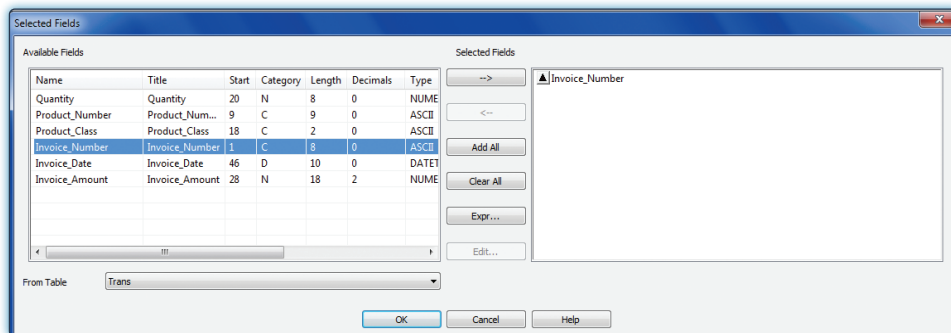 Selected Fields
Available Fields
Selected Fields
Name Title Start Category Length Decimals Type
Quantity Quantity 20 N 8 0 NUME
Product_Number Product_Num... 9 C 9 0 ASCII
Product_Class Product_Class 18 C 2 0 ASCII
Invoice_Number Invoice_Number 1 C 8 0 ASCII
Invoice_Date Invoice_Date 46 D 10 0 DATET
Invoice_Amount Invoice_Amount 28 N 18 2 NUME
-->
<--
Add All
Clear All
Expr...
Edit...
Invoice_Number
From Table Trans
OK Cancel Help